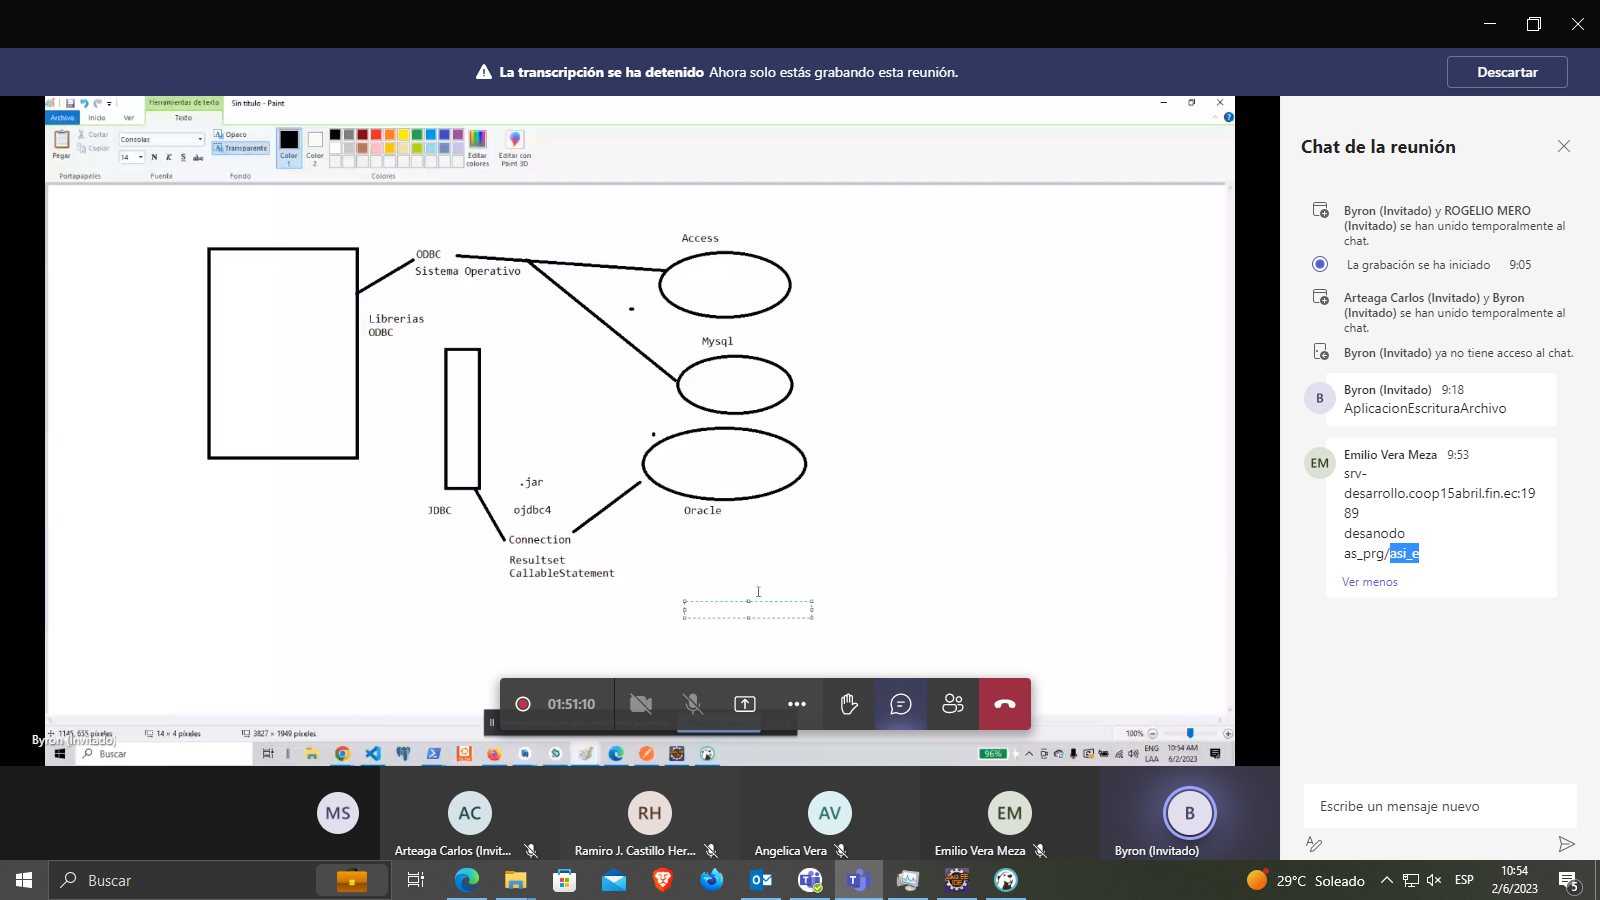 La transcripción se ha detenido Ahora solo estás grabando esta reunión.
Descartar
Herramientas de texto
Sin título - Paint
Archivo
Inicio
Ver
Texto
Pegar
Cortar
Copiar
Portapapeles
Consolas
14
N K S abc
Fuente
Opaco
Transparente
Fondo
Color
1
Color
2
Editar
colores
Editar con
Paint 3D
Colores
ODBC
Sistema Operativo
Access
Librerias
ODBC
Mysql
.jar
JDBC
ojdbc4
Oracle
Connection
Resultset
CallableStatement
01:51:10
1145, 655 píxeles
14 × 4 píxeles
3827 × 1949 píxeles
100%
Byron (Invitado)
Buscar
96%
ENG
LAA
10:54 AM
6/2/2023
Chat de la reunión
Byron (Invitado) y ROGELIO MERO
(Invitado) se han unido temporalmente al
chat.
La grabación se ha iniciado 9:05
Arteaga Carlos (Invitado) y Byron
(Invitado) se han unido temporalmente al
chat.
Byron (Invitado) ya no tiene acceso al chat.
B
Byron (Invitado) 9:18
AplicacionEscrituraArchivo
EM
Emilio Vera Meza 9:53
srv-
desarrollo.coop15abril.fin.ec:19
89
desanodo
as_prg/asi_e
Ver menos
Escribe un mensaje nuevo
MS
AC
Arteaga Carlos (Invit...
RH
Ramiro J. Castillo Her...
AV
Angelica Vera
EM
Emilio Vera Meza
B
Byron (Invitado)
Buscar
29°C Soleado
ESP
10:54
2/6/2023
5